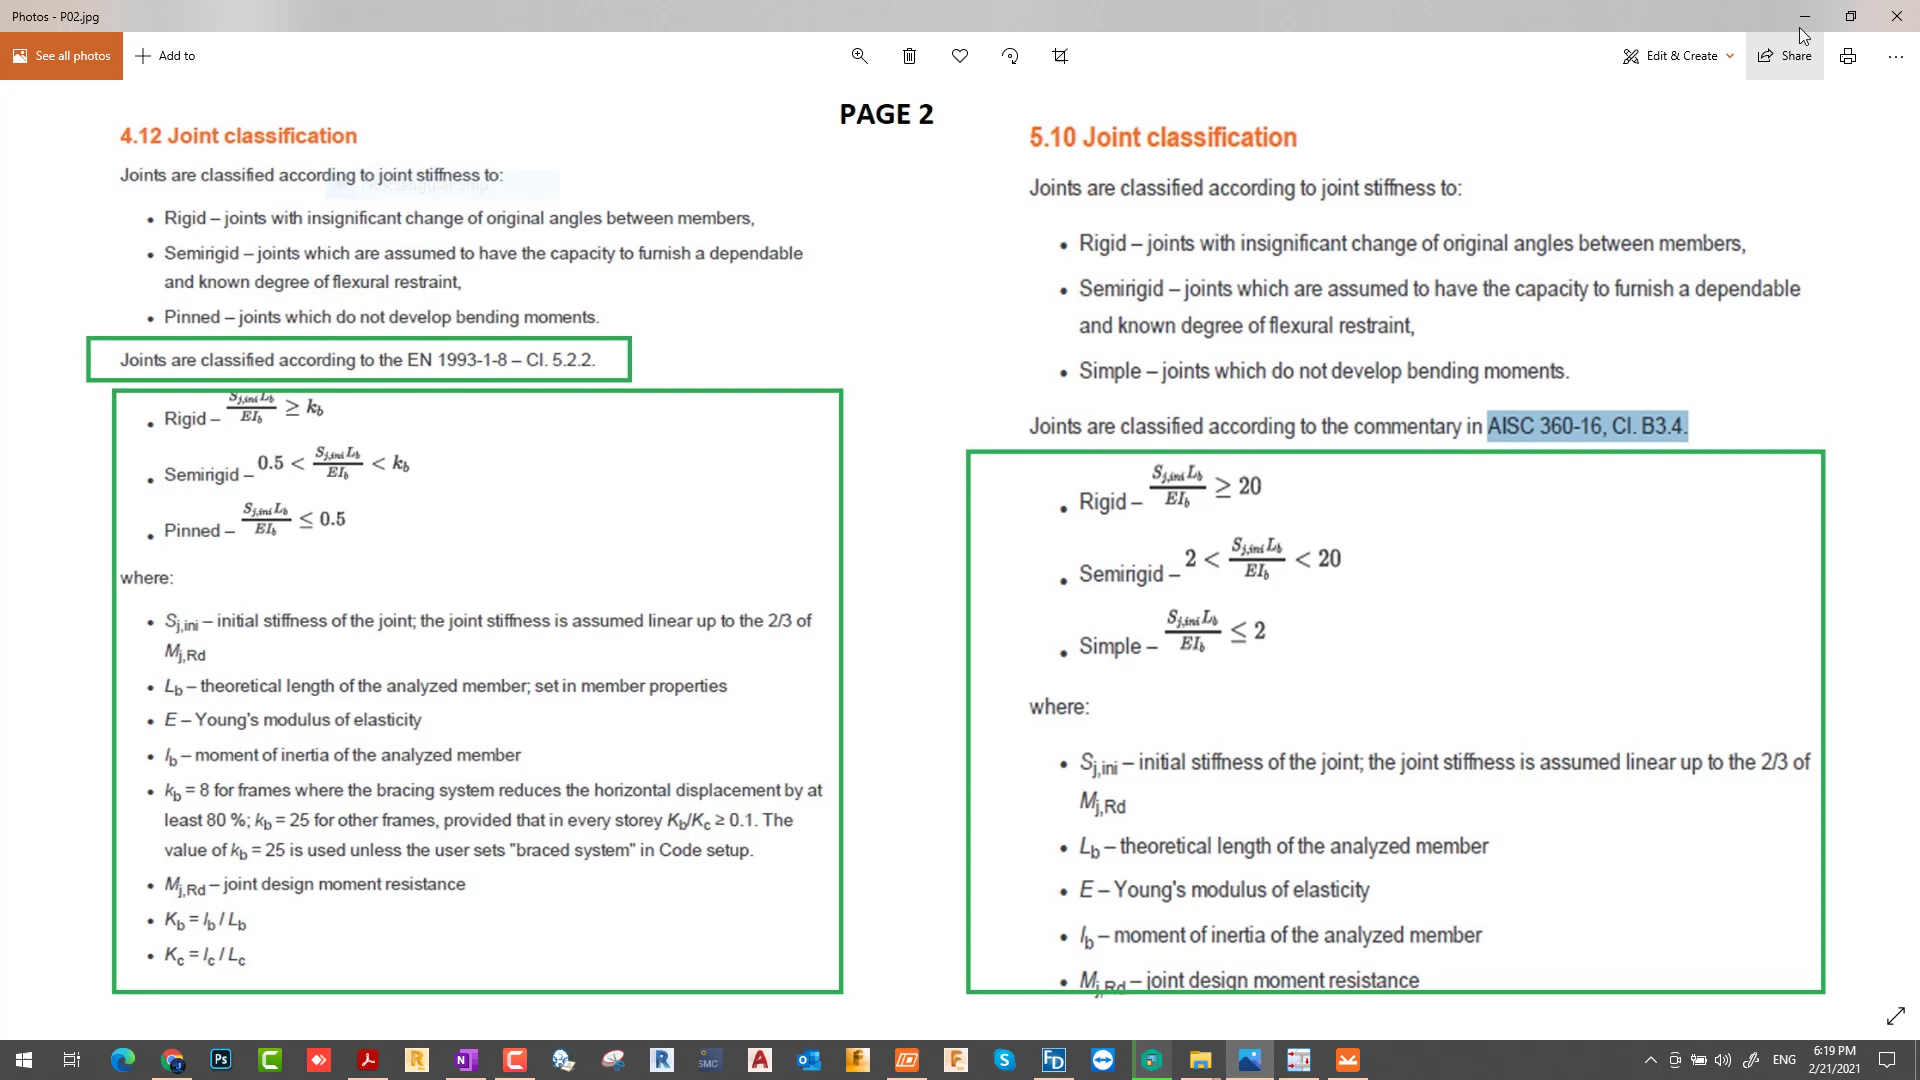 Photos - P02.jpg
See all photos
Add to
Edit & Create
Share
PAGE 2
4.12 Joint classification
Joints are classified according to joint stiffness to:
• Rigid – joints with insignificant change of original angles between members,
• Semirigid – joints which are assumed to have the capacity to furnish a dependable
and known degree of flexural restraint,
• Pinned – joints which do not develop bending moments.
Joints are classified according to the EN 1993-1-8 – Cl. 5.2.2.
• Rigid – S_{j,ini} L_b / EI_b ≥ k_b
• Semirigid – 0.5 < S_{j,ini} L_b / EI_b < k_b
• Pinned – S_{j,ini} L_b / EI_b ≤ 0.5
where:
• S_{j,ini} – initial stiffness of the joint; the joint stiffness is assumed linear up to the 2/3 of
M_{j,Rd}
• L_b – theoretical length of the analyzed member; set in member properties
• E – Young's modulus of elasticity
• I_b – moment of inertia of the analyzed member
• k_b = 8 for frames where the bracing system reduces the horizontal displacement by at
least 80 %; k_b = 25 for other frames, provided that in every storey K_b/K_c ≥ 0.1. The
value of k_b = 25 is used unless the user sets "braced system" in Code setup.
• M_{j,Rd} – joint design moment resistance
• K_b = I_b / L_b
• K_c = I_c / L_c
5.10 Joint classification
Joints are classified according to joint stiffness to:
• Rigid – joints with insignificant change of original angles between members,
• Semirigid – joints which are assumed to have the capacity to furnish a dependable
and known degree of flexural restraint,
• Simple – joints which do not develop bending moments.
Joints are classified according to the commentary in AISC 360-16, Cl. B3.4.
• Rigid – S_{j,ini} L_b / EI_b ≥ 20
• Semirigid – 2 < S_{j,ini} L_b / EI_b < 20
• Simple – S_{j,ini} L_b / EI_b ≤ 2
where:
• S_{j,ini} – initial stiffness of the joint; the joint stiffness is assumed linear up to the 2/3 of
M_{j,Rd}
• L_b – theoretical length of the analyzed member
• E – Young's modulus of elasticity
• I_b – moment of inertia of the analyzed member
• M_{j,Rd} – joint design moment resistance
Ps
SMC
FD
ENG
6:19 PM
2/21/2021